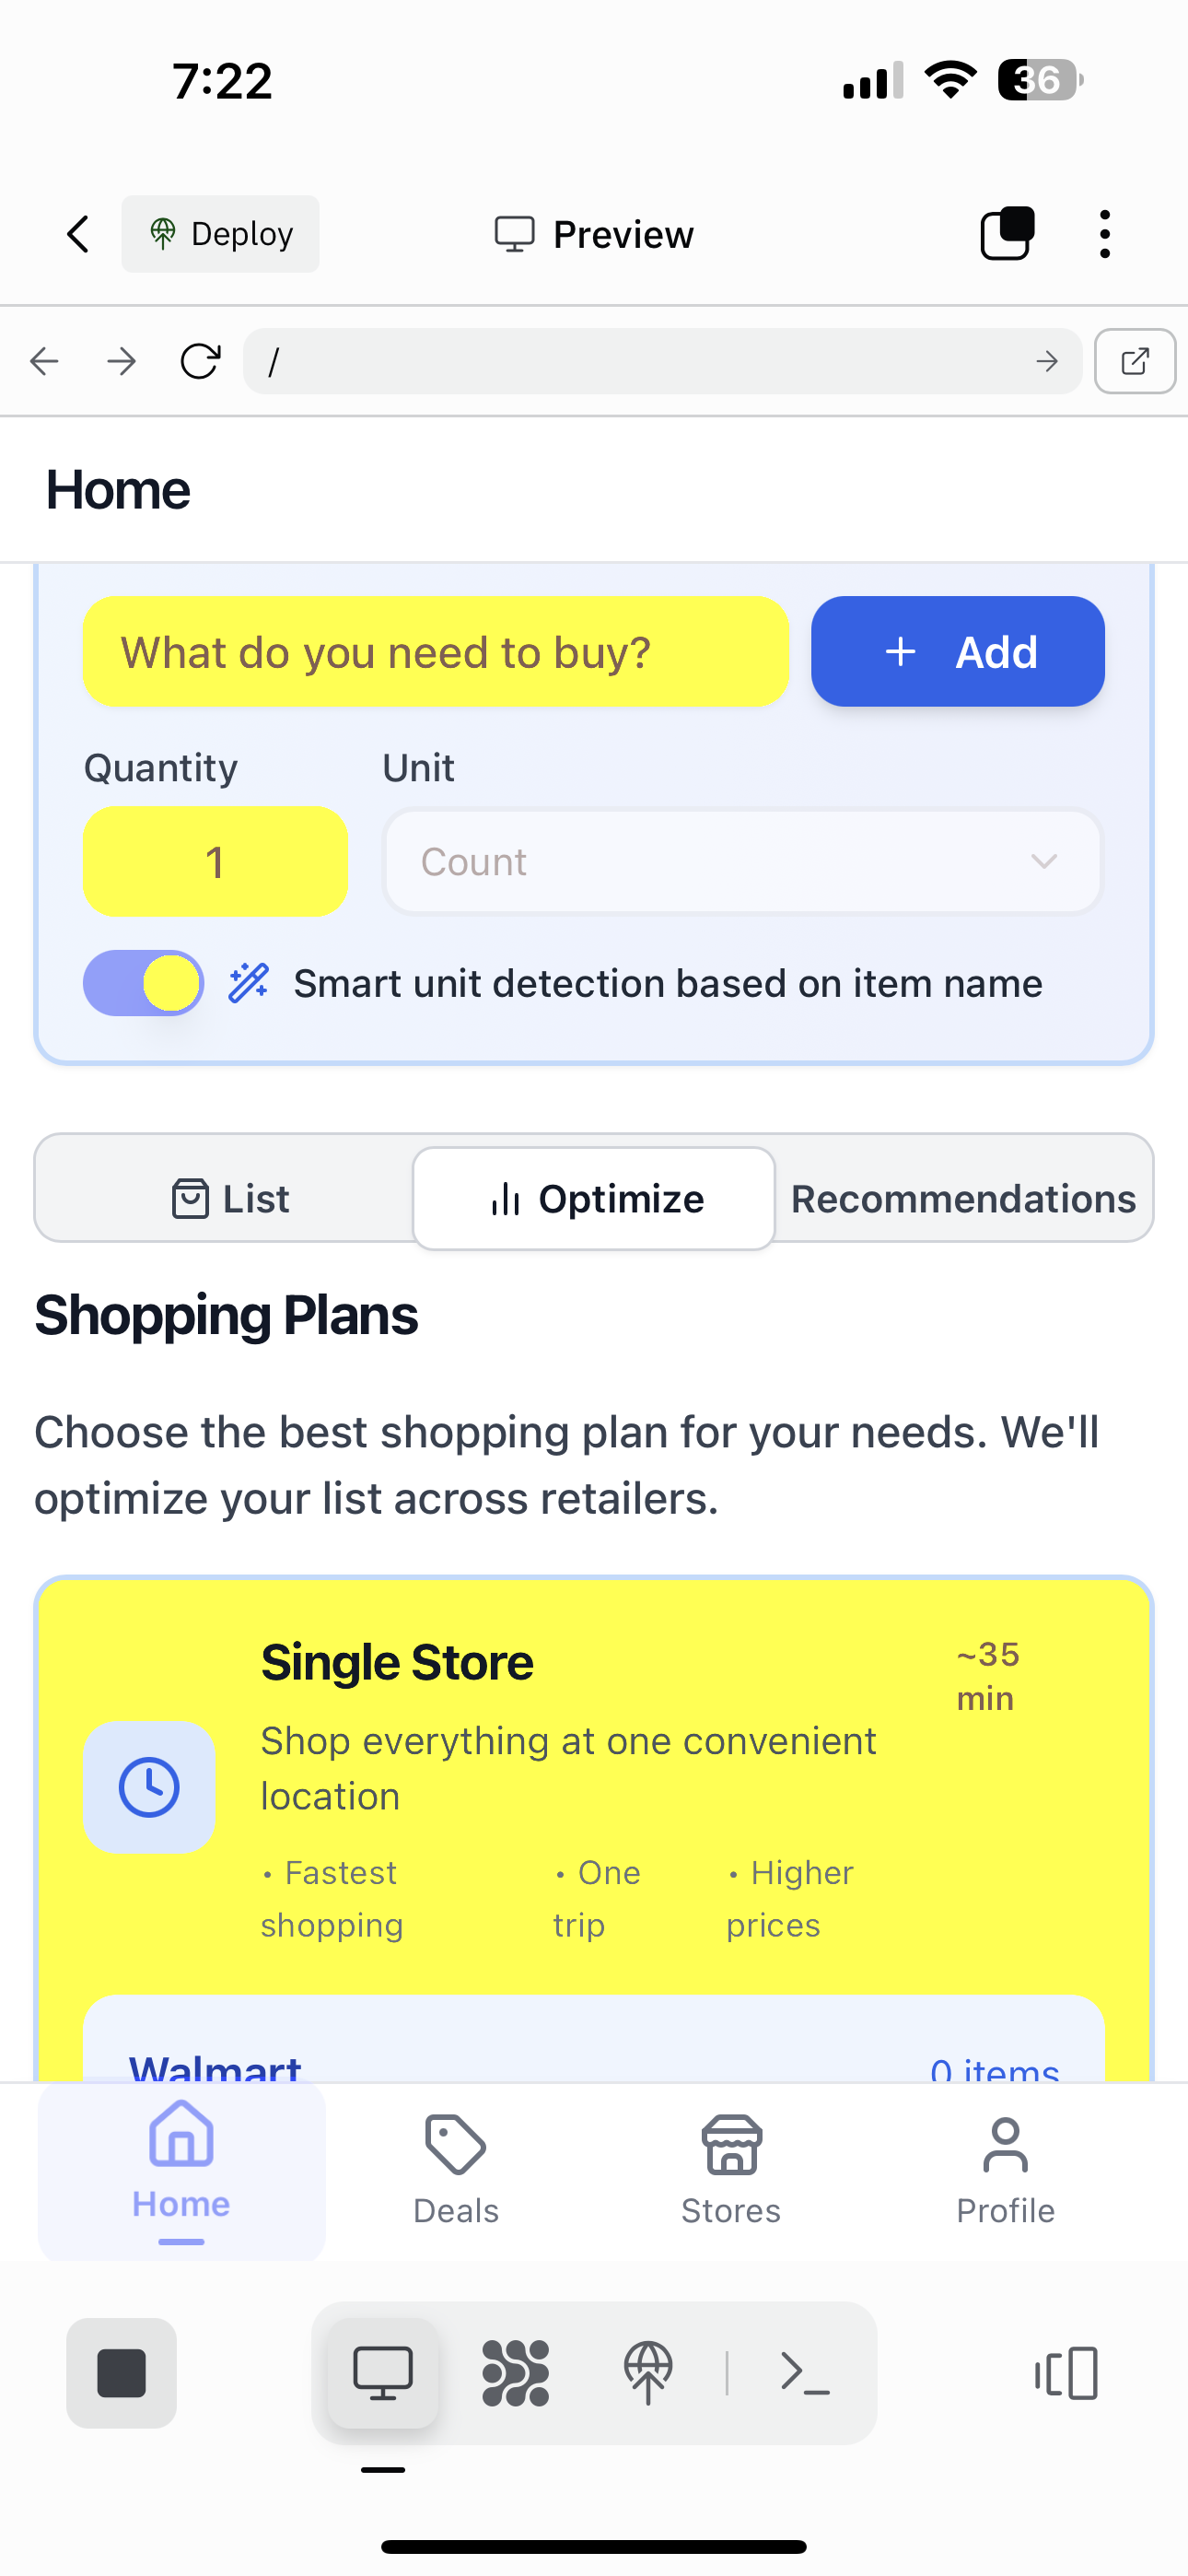 7:22
36
Deploy
Preview
/
Home
What do you need to buy?
+ Add
Quantity
Unit
1
Count
Smart unit detection based on item name
List
Optimize
Recommendations
Shopping Plans
Choose the best shopping plan for your needs. We'll
optimize your list across retailers.
Single Store
~35
min
Shop everything at one convenient
location
• Fastest
shopping
• One
trip
• Higher
prices
Walmart
0 items
Home
Deals
Stores
Profile